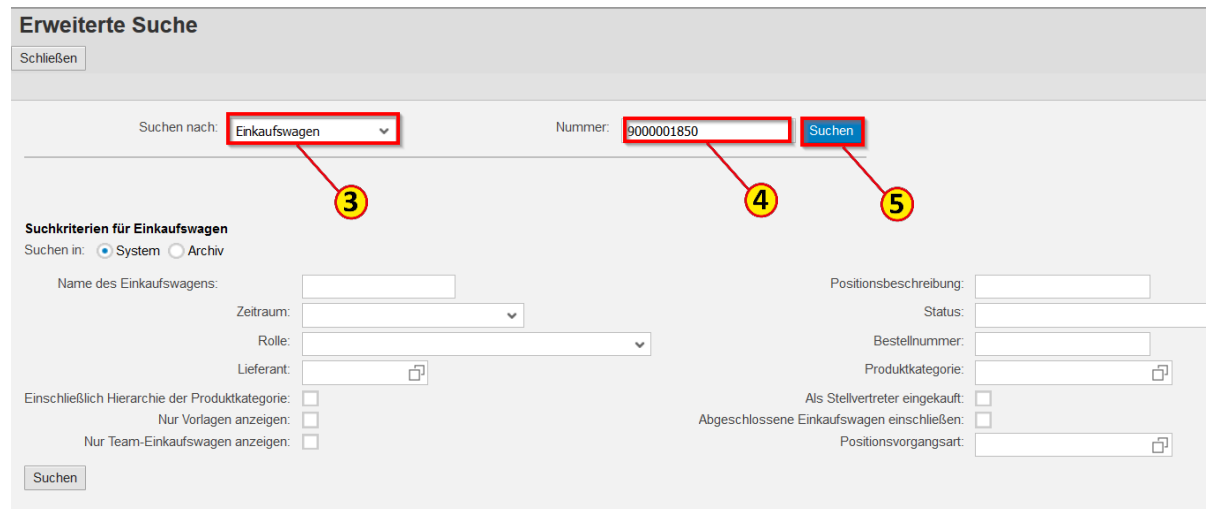 Erweiterte Suche
Schließen
Suchen nach: Einkaufswagen Nummer: 9000001850 Suchen
3 4 5
Suchkriterien für Einkaufswagen
Suchen in: System Archiv
Name des Einkaufswagens: Positionsbeschreibung:
Zeitraum: Status:
Rolle: Bestellnummer:
Lieferant: Produktkategorie:
Einschließlich Hierarchie der Produktkategorie: Als Stellvertreter eingekauft:
Nur Vorlagen anzeigen: Abgeschlossene Einkaufswagen einschließen:
Nur Team-Einkaufswagen anzeigen: Positionsvorgangsart:
Suchen